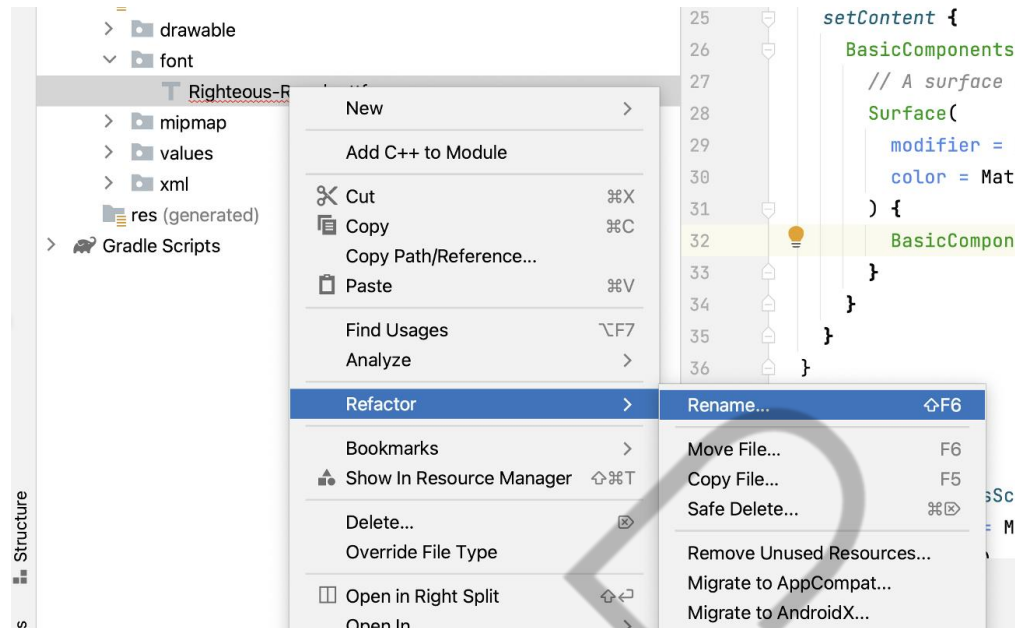 drawable
font
Righteous-R
mipmap
values
xml
res (generated)
Gradle Scripts
Structure
New
Add C++ to Module
Cut ⌘X
Copy ⌘C
Copy Path/Reference...
Paste ⌘V
Find Usages ⌥F7
Analyze
Refactor
Bookmarks
Show In Resource Manager ⇧⌘T
Delete... ⌦
Override File Type
Open in Right Split ⇧⏎
Open In
Rename... ⇧F6
Move File... F6
Copy File... F5
Safe Delete... ⌘⌦
Remove Unused Resources...
Migrate to AppCompat...
Migrate to AndroidX...
25 setContent {
26 BasicComponents
27 // A surface
28 Surface(
29 modifier =
30 color = Mat
31 ) {
32 BasicCompon
33 }
34 }
35 }
36 }
sSc
= M